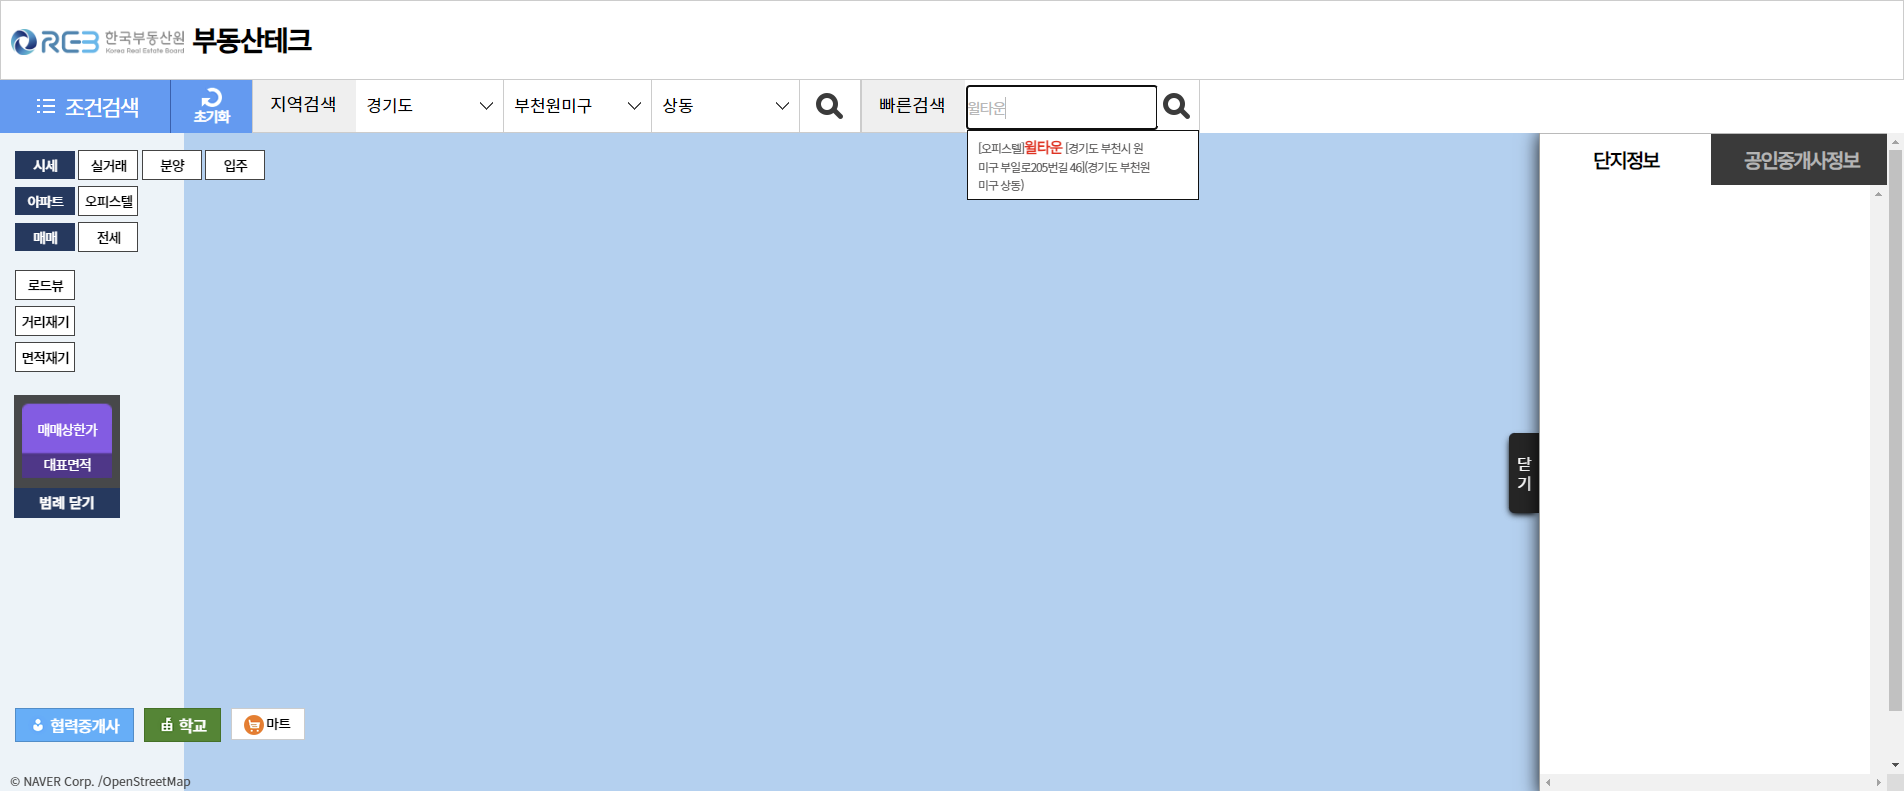 REB 한국부동산원 Korea Real Estate Board 부동산테크
조건검색 초기화 지역검색 경기도 부천원미구 상동 빠른검색 월타운
[오피스텔]월타운 [경기도 부천시 원
미구 부일로205번길 46](경기도 부천원
미구 상동)
시세 실거래 분양 입주
아파트 오피스텔
매매 전세
로드뷰
거리재기
면적재기
매매상한가
대표면적
범례 닫기
단지정보 공인중개사정보
닫
기
협력중개사 학교 마트
© NAVER Corp. /OpenStreetMap